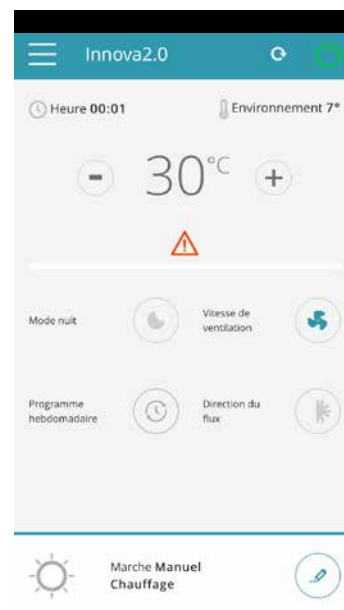 Innova2.0
Heure 00:01
Environnement 7°
30°C
Mode nuit
Vitesse de
ventilation
Programme
hebdomadaire
Direction du
flux
Marche Manuel
Chauffage